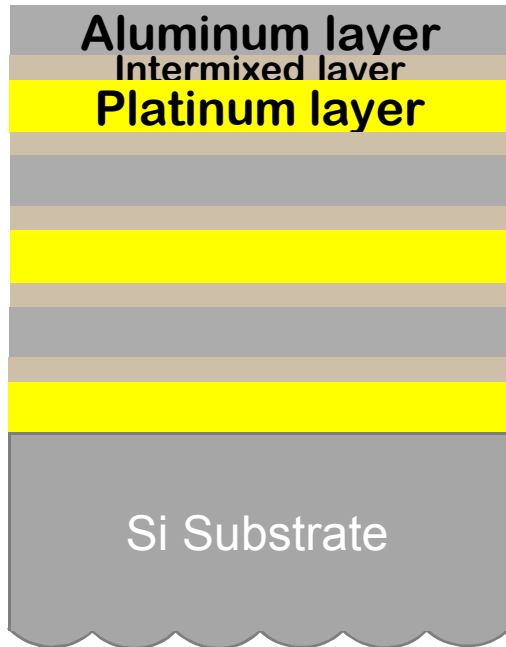 Aluminum layer
Intermixed layer
Platinum layer
Si Substrate